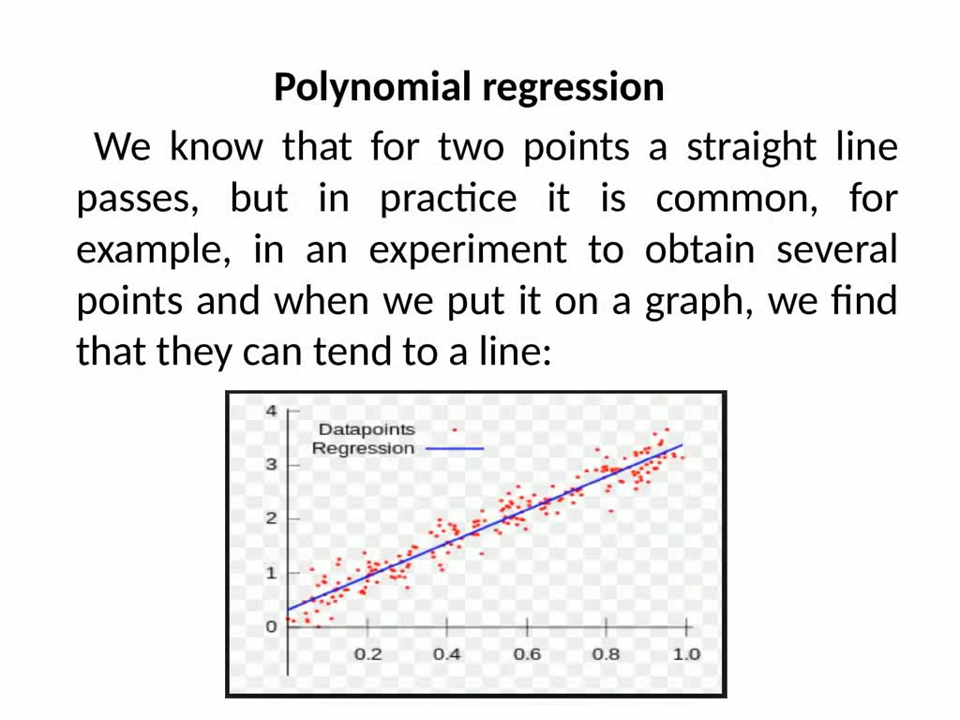 Polynomial regression
We know that for two points a straight line
passes, but in practice it is common, for
example, in an experiment to obtain several
points and when we put it on a graph, we find
that they can tend to a line:
4
Datapoints
Regression
3
2
1
0
0.2 0.4 0.6 0.8 1.0